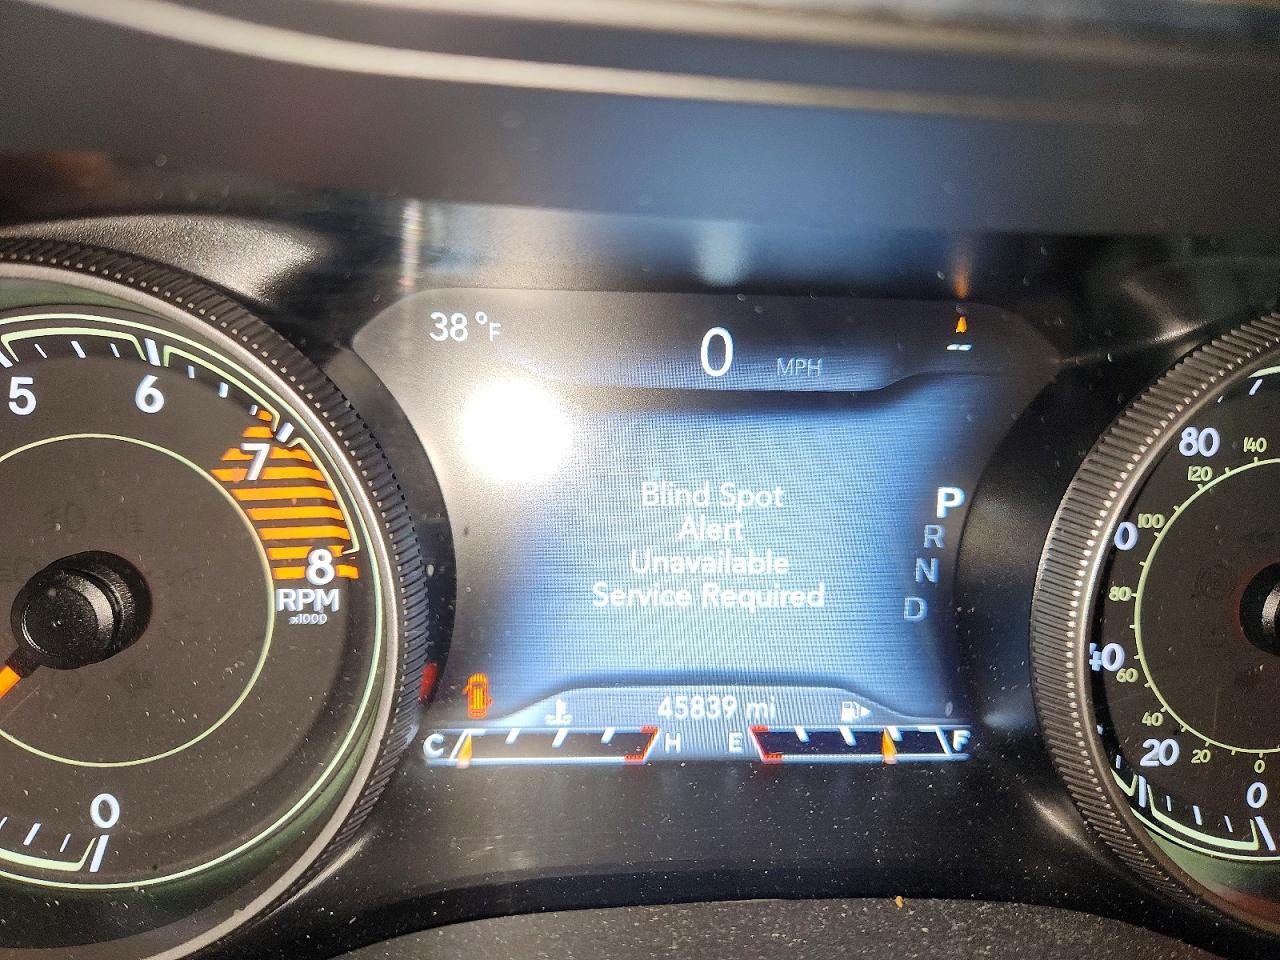 38 °F
0 MPH
Blind Spot
Alert
Unavailable
Service Required
P
R
N
D
45839 mi
C H E F
5
6
7
8
RPM
x1000
0
80
140
120
100
80
40
60
40
20
20
0
0